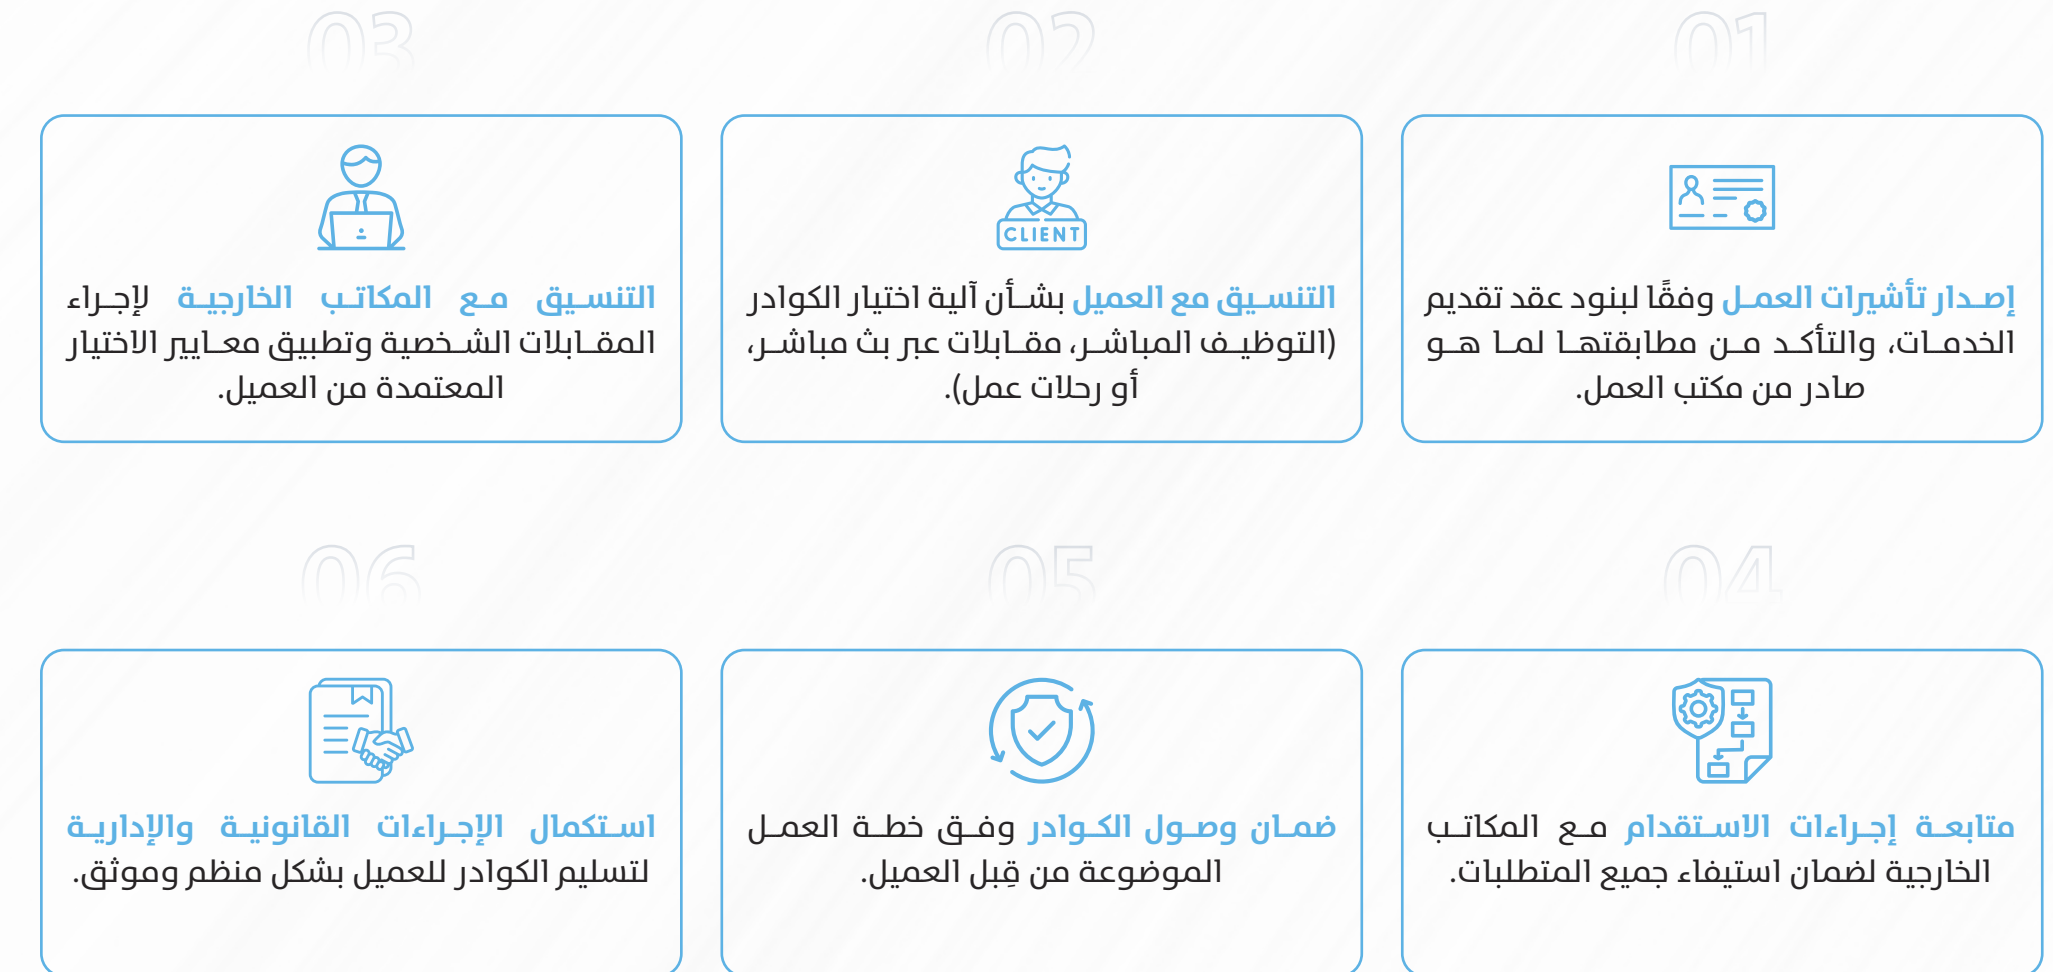 01
إصدار تأشيرات العمل وفقًا لبنود عقد تقديم
الخدمات، والتأكد من مطابقتها لما هو
صادر من مكتب العمل.
02
CLIENT
التنسيق مع العميل بشأن آلية اختيار الكوادر
(التوظيف المباشر، مقابلات عبر بث مباشر،
أو رحلات عمل).
03
التنسيق مع المكاتب الخارجية لإجراء
المقابلات الشخصية وتطبيق معايير الاختيار
المعتمدة من العميل.
04
متابعة إجراءات الاستقدام مع المكاتب
الخارجية لضمان استيفاء جميع المتطلبات.
05
ضمان وصول الكوادر وفق خطة العمل
الموضوعة من قِبل العميل.
06
استكمال الإجراءات القانونية والإدارية
لتسليم الكوادر للعميل بشكل منظم وموثق.